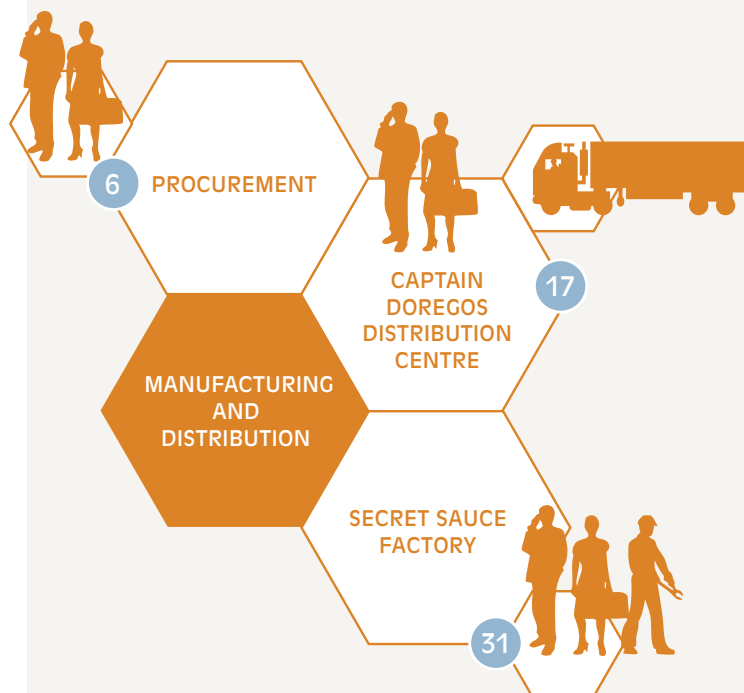 6
PROCUREMENT
CAPTAIN
DOREGOS
DISTRIBUTION
CENTRE
17
MANUFACTURING
AND
DISTRIBUTION
SECRET SAUCE
FACTORY
31